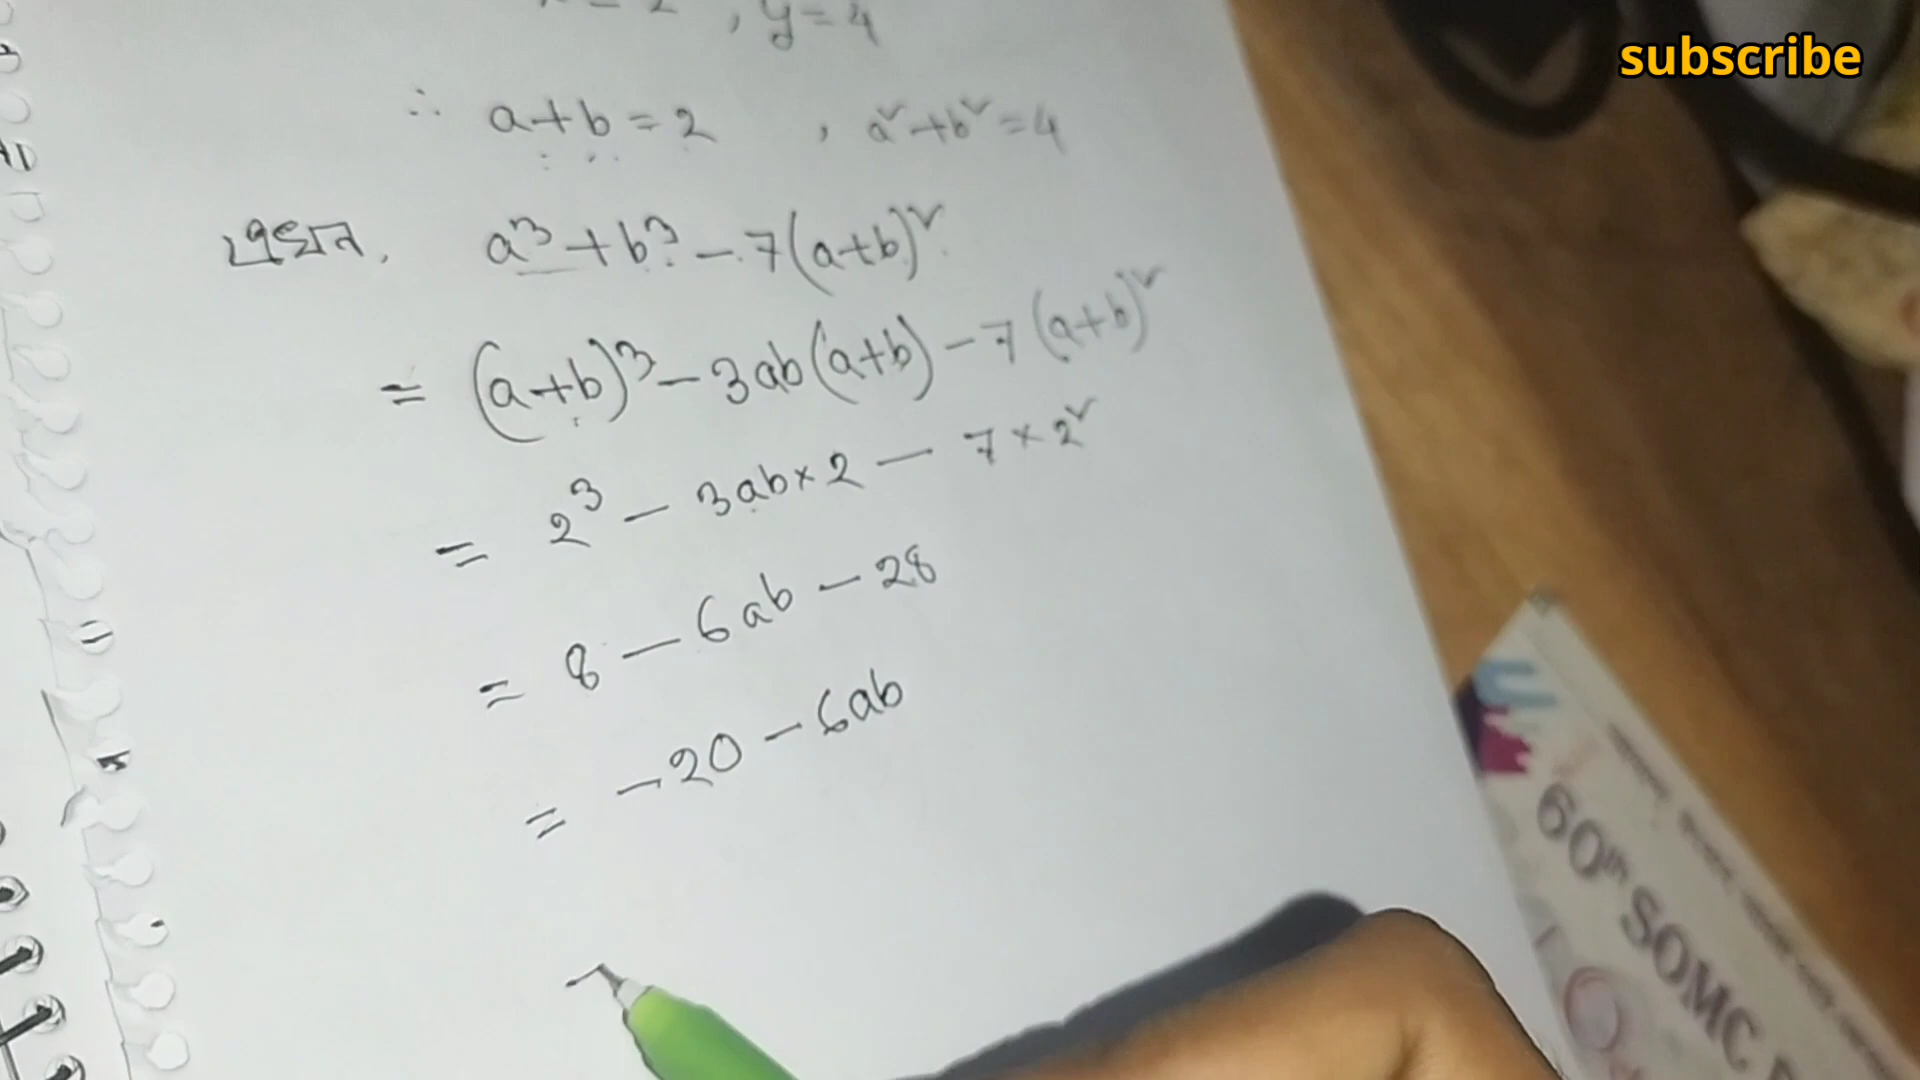 subscribe
, y = 4
∴ a+b = 2 , a²+b² = 4
a³ + b³ - 7(a+b)²
= (a+b)³ - 3ab(a+b) - 7(a+b)²
= 2³ - 3ab×2 - 7×2²
= 8 - 6ab - 28
= -20 - 6ab
60th SOMC